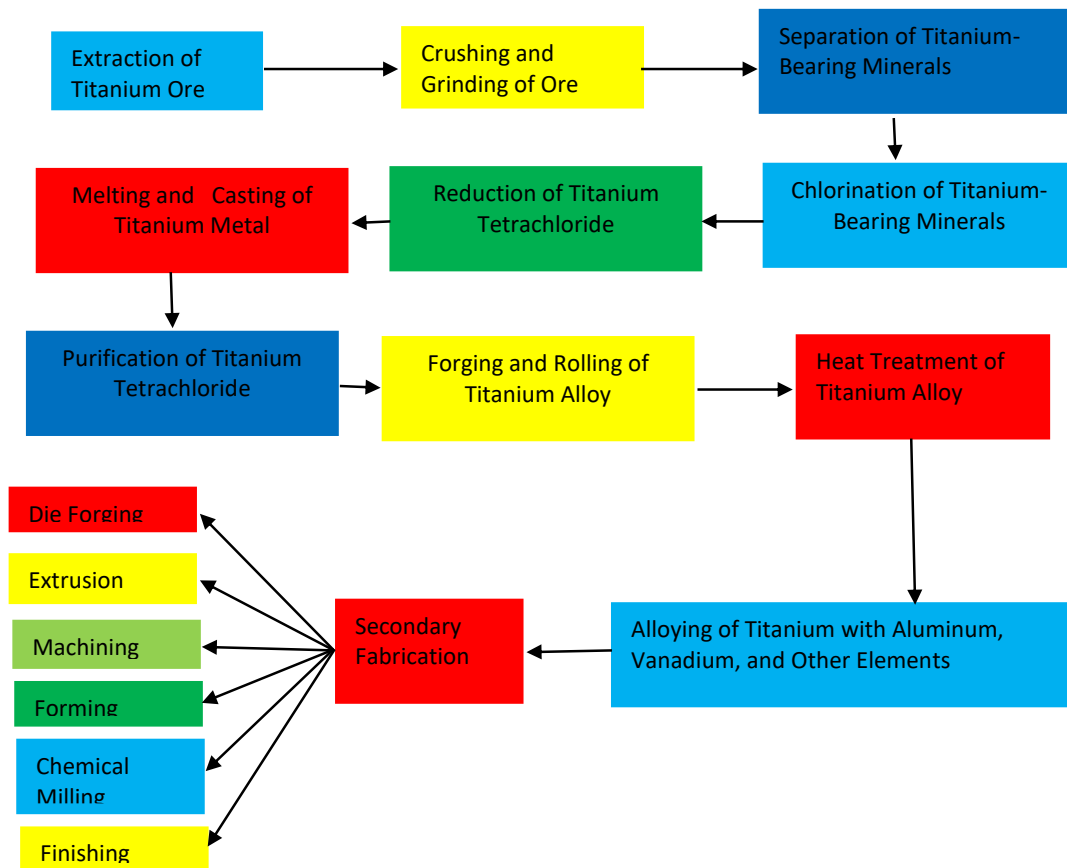 Extraction of
Titanium Ore
Crushing and
Grinding of Ore
Separation of Titanium-
Bearing Minerals
Melting and Casting of
Titanium Metal
Reduction of Titanium
Tetrachloride
Chlorination of Titanium-
Bearing Minerals
Purification of Titanium
Tetrachloride
Forging and Rolling of
Titanium Alloy
Heat Treatment of
Titanium Alloy
Die Forging
Extrusion
Machining
Forming
Chemical
Milling
Finishing
Secondary
Fabrication
Alloying of Titanium with Aluminum,
Vanadium, and Other Elements